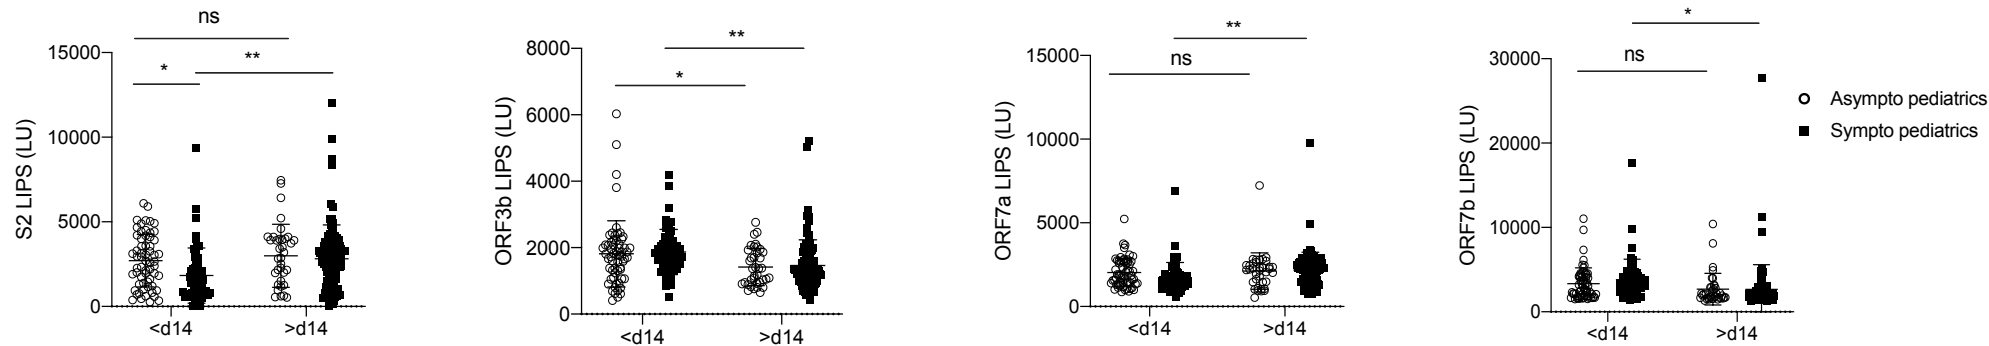 ns
*
**
15000
10000
5000
0
S2 LIPS (LU)
<d14
>d14
**
*
8000
6000
4000
2000
0
ORF3b LIPS (LU)
<d14
>d14
**
ns
15000
10000
5000
0
ORF7a LIPS (LU)
<d14
>d14
*
ns
30000
20000
10000
0
ORF7b LIPS (LU)
<d14
>d14
Asympto pediatrics
Sympto pediatrics